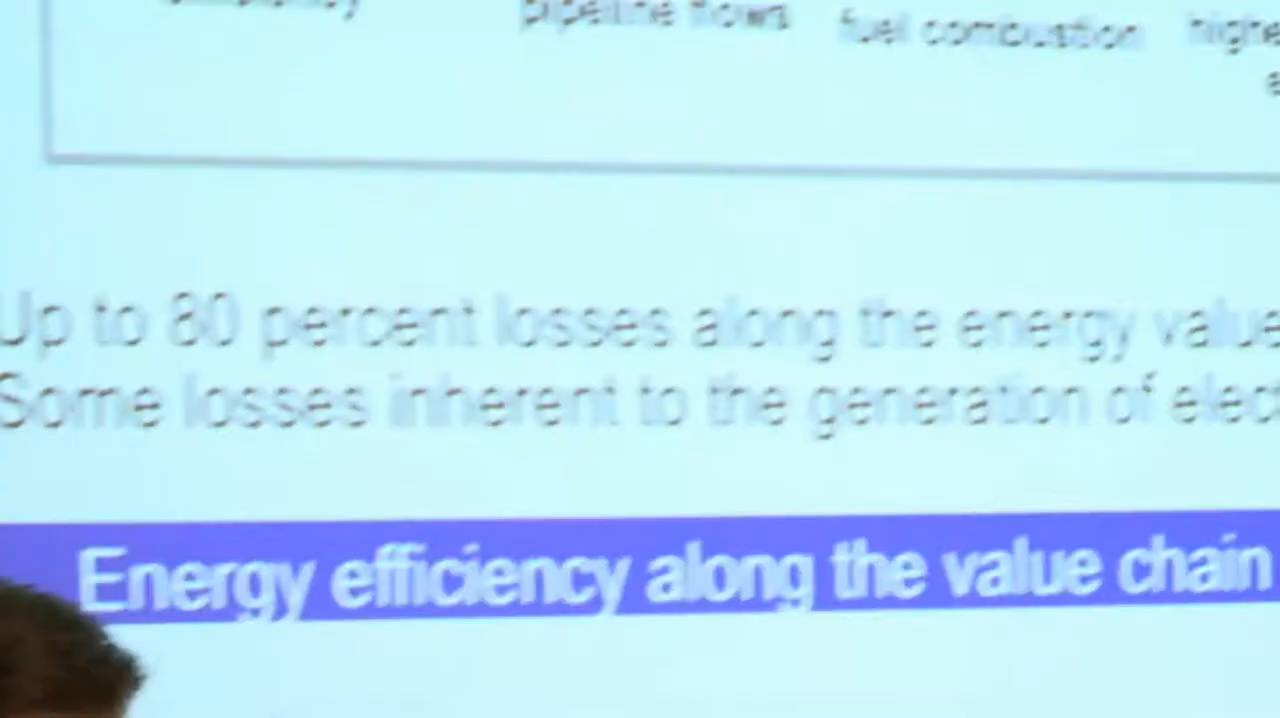 pipeline flows fuel combustion
Up to 80 percent losses along the energy value
Some losses inherent to the generation of
Energy efficiency along the value chain